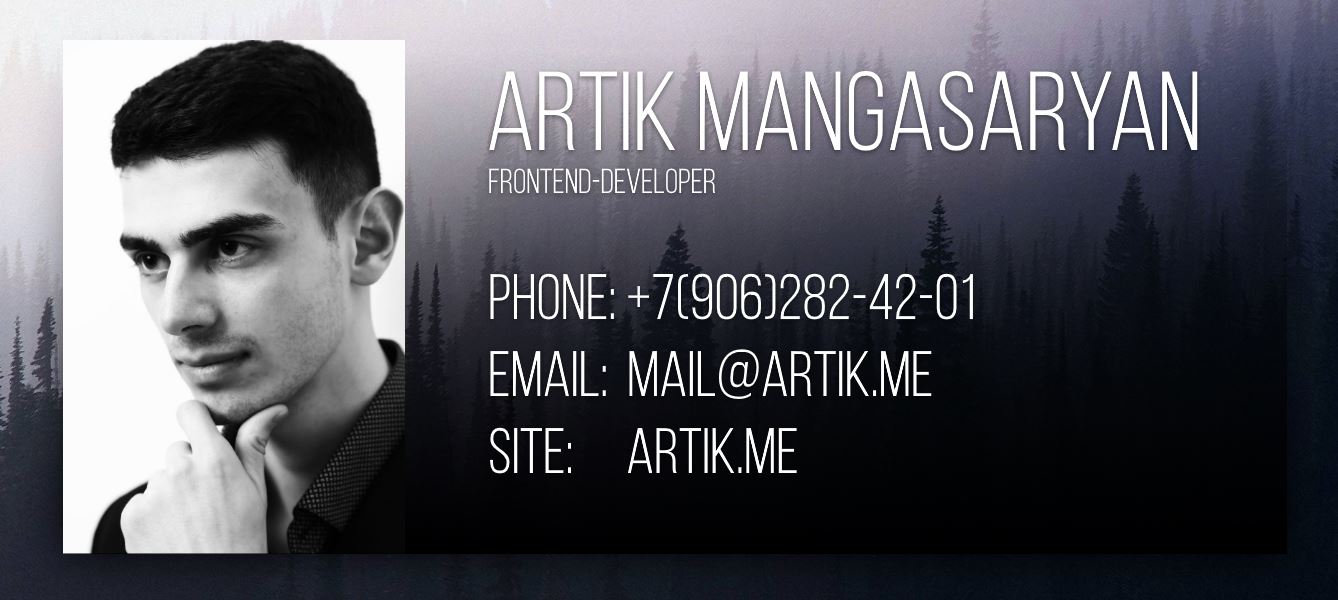 ARTIK MANGASARYAN
FRONTEND-DEVELOPER
PHONE: +7(906)282-42-01
EMAIL: MAIL@ARTIK.ME
SITE: ARTIK.ME